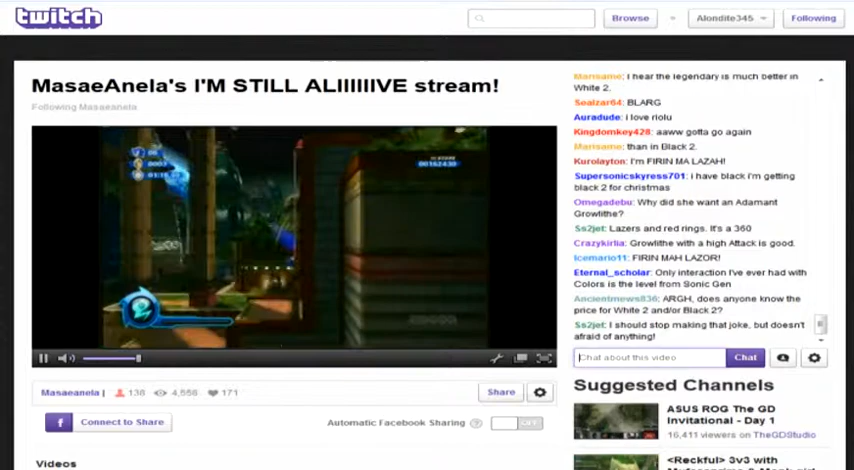 twitch
Browse
Alondite345
Following
MasaeAnela's I'M STILL ALIIIIIIVE stream!
Following Masaeanela
Marisame: I hear the legendary is much better in
White 2.
Sealzar64: BLARG
Auradude: i love riolu
Kingdomkey428: aaww gotta go again
Marisame: than in Black 2.
Kurolayton: I'm FIRIN MA LAZAH!
Supersonicskyress701: i have black i'm getting
black 2 for christmas
Omegadebu: Why did she want an Adamant
Growlithe?
Ss2jet: Lazers and red rings. It's a 360
Crazykirlia: Growlithe with a high Attack is good.
Icemario11: FIRIN MAH LAZOR!
Eternal_scholar: Only interaction I've ever had with
Colors is the level from Sonic Gen
Ancientmews836: ARGH, does anyone know the
price for White 2 and/or Black 2?
Ss2jet: I should stop making that joke, but doesn't
afraid of anything!
Chat about this video
Chat
Masaeanela |
138
4,556
171
Share
f Connect to Share
Automatic Facebook Sharing
?
OFF
Suggested Channels
ASUS ROG The GD
Invitational - Day 1
16,411 viewers on TheGDStudio
<Reckful> 3v3 with
Videos